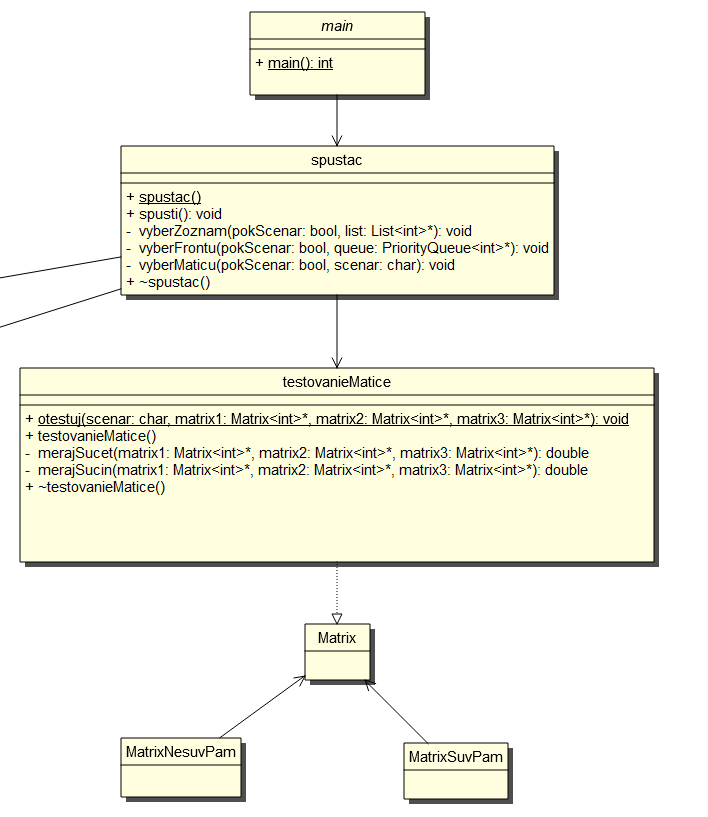 main
+ main(): int
spustac
+ spustac()
+ spusti(): void
- vyberZoznam(pokScenar: bool, list: List<int>*): void
- vyberFrontu(pokScenar: bool, queue: PriorityQueue<int>*): void
- vyberMaticu(pokScenar: bool, scenar: char): void
+ ~spustac()
testovanieMatice
+ otestuj(scenar: char, matrix1: Matrix<int>*, matrix2: Matrix<int>*, matrix3: Matrix<int>*): void
+ testovanieMatice()
- merajSucet(matrix1: Matrix<int>*, matrix2: Matrix<int>*, matrix3: Matrix<int>*): double
- merajSucin(matrix1: Matrix<int>*, matrix2: Matrix<int>*, matrix3: Matrix<int>*): double
+ ~testovanieMatice()
Matrix
MatrixNesuvPam
MatrixSuvPam